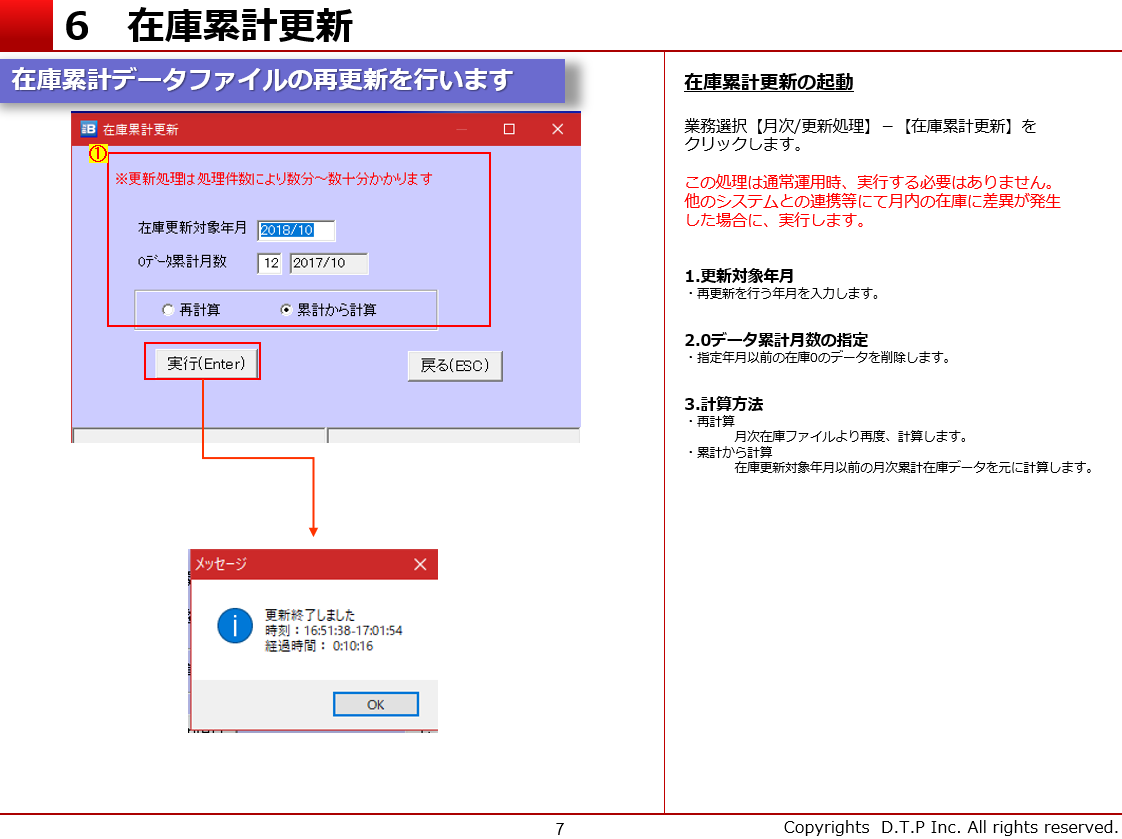 6　在庫累計更新
在庫累計データファイルの再更新を行います
在庫累計更新
①
※更新処理は処理件数により数分～数十分かかります
在庫更新対象年月 2018/10
0ﾃﾞｰﾀ累計月数 12 2017/10
再計算 累計から計算
実行(Enter) 戻る(ESC)
メッセージ
更新終了しました
時刻：16:51:38-17:01:54
経過時間： 0:10:16
OK
在庫累計更新の起動
業務選択【月次/更新処理】－【在庫累計更新】を
クリックします。
この処理は通常運用時、実行する必要はありません。
他のシステムとの連携等にて月内の在庫に差異が発生
した場合に、実行します。
1.更新対象年月
・再更新を行う年月を入力します。
2.0データ累計月数の指定
・指定年月以前の在庫0のデータを削除します。
3.計算方法
・再計算
月次在庫ファイルより再度、計算します。
・累計から計算
在庫更新対象年月以前の月次累計在庫データを元に計算します。
7
Copyrights D.T.P Inc. All rights reserved.